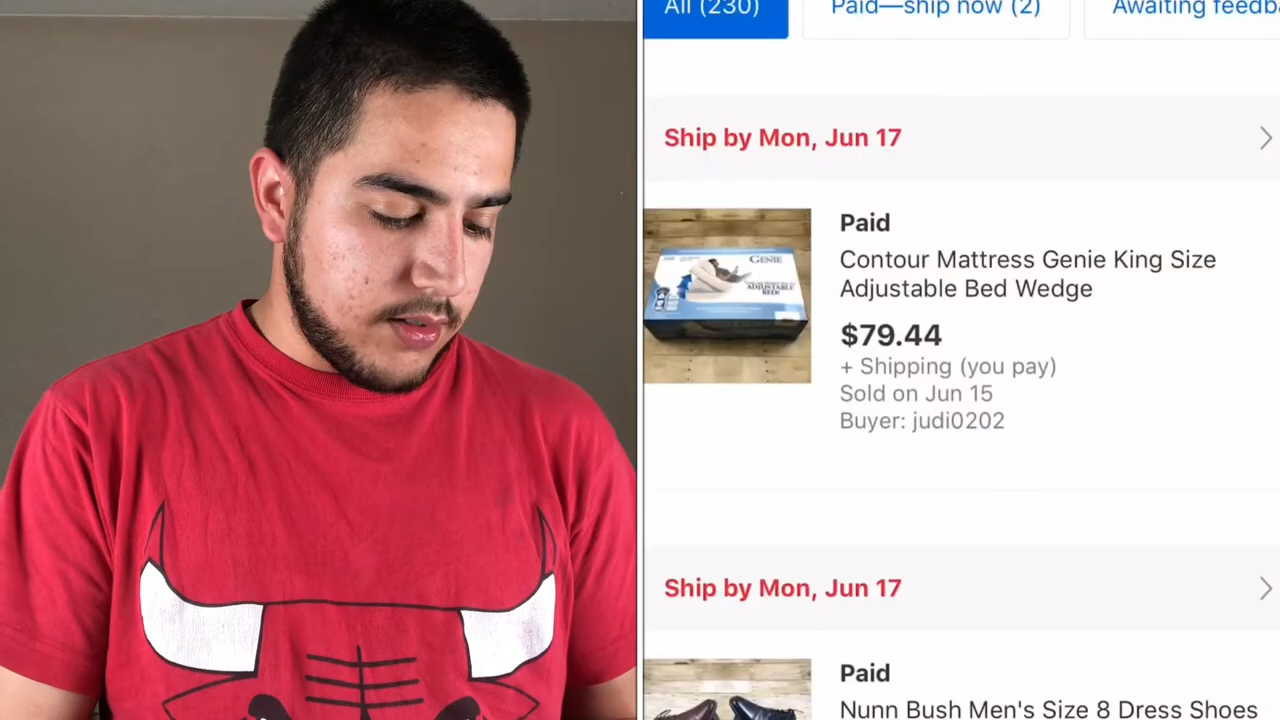 All (230)
Paid—ship now (2)
Awaiting feedba
Ship by Mon, Jun 17
Paid
Contour Mattress Genie King Size
Adjustable Bed Wedge
$79.44
+ Shipping (you pay)
Sold on Jun 15
Buyer: judi0202
GENIE
ADJUSTABLE
BED!
Ship by Mon, Jun 17
Paid
Nunn Bush Men's Size 8 Dress Shoes